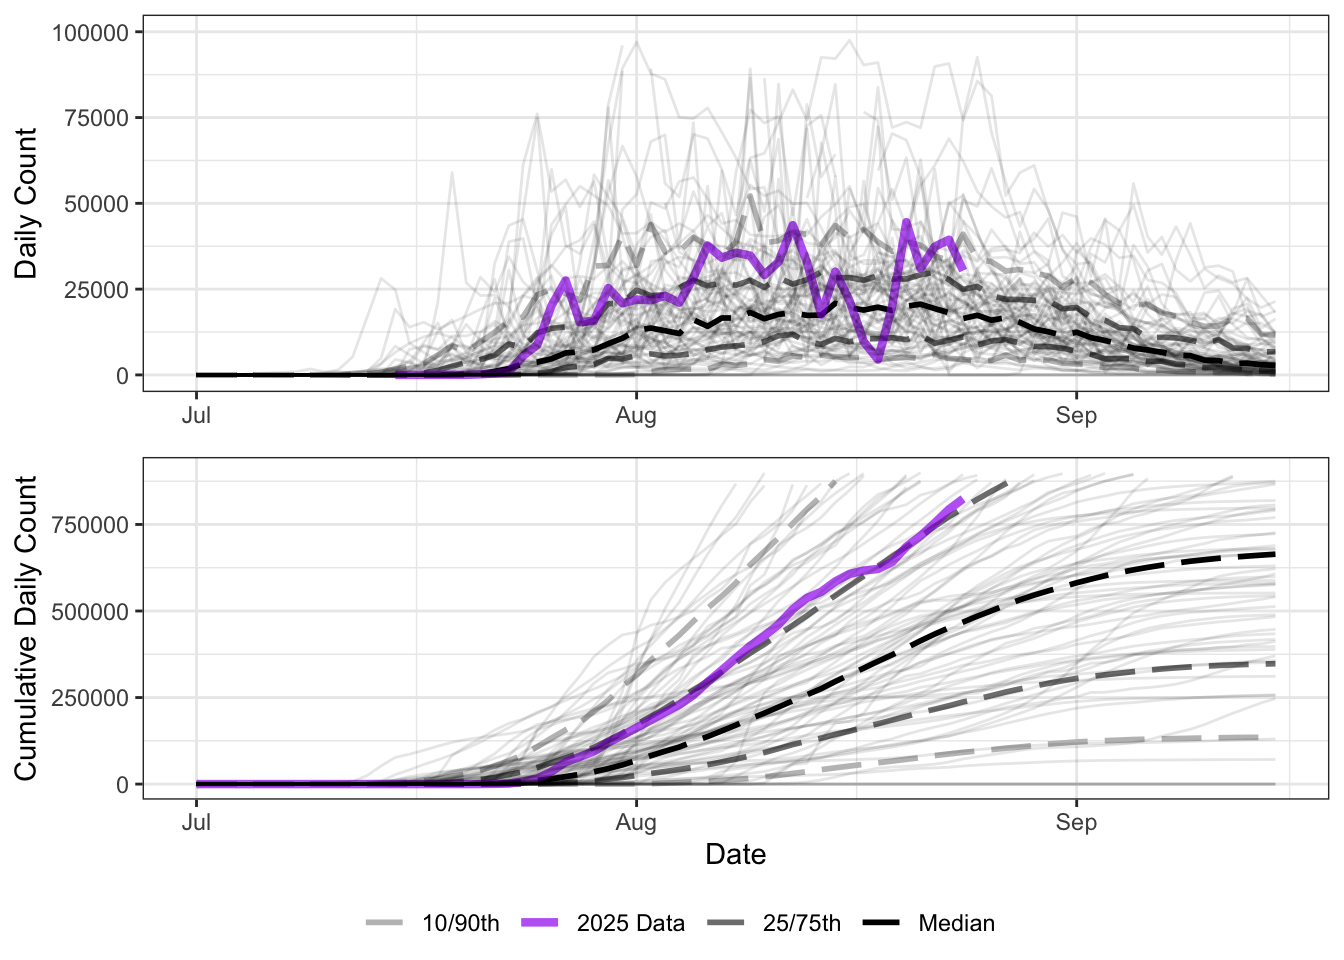 Daily Count
100000
75000
50000
25000
0
Jul Aug Sep
Cumulative Daily Count
750000
500000
250000
0
Jul Aug Sep
Date
10/90th 2025 Data 25/75th Median